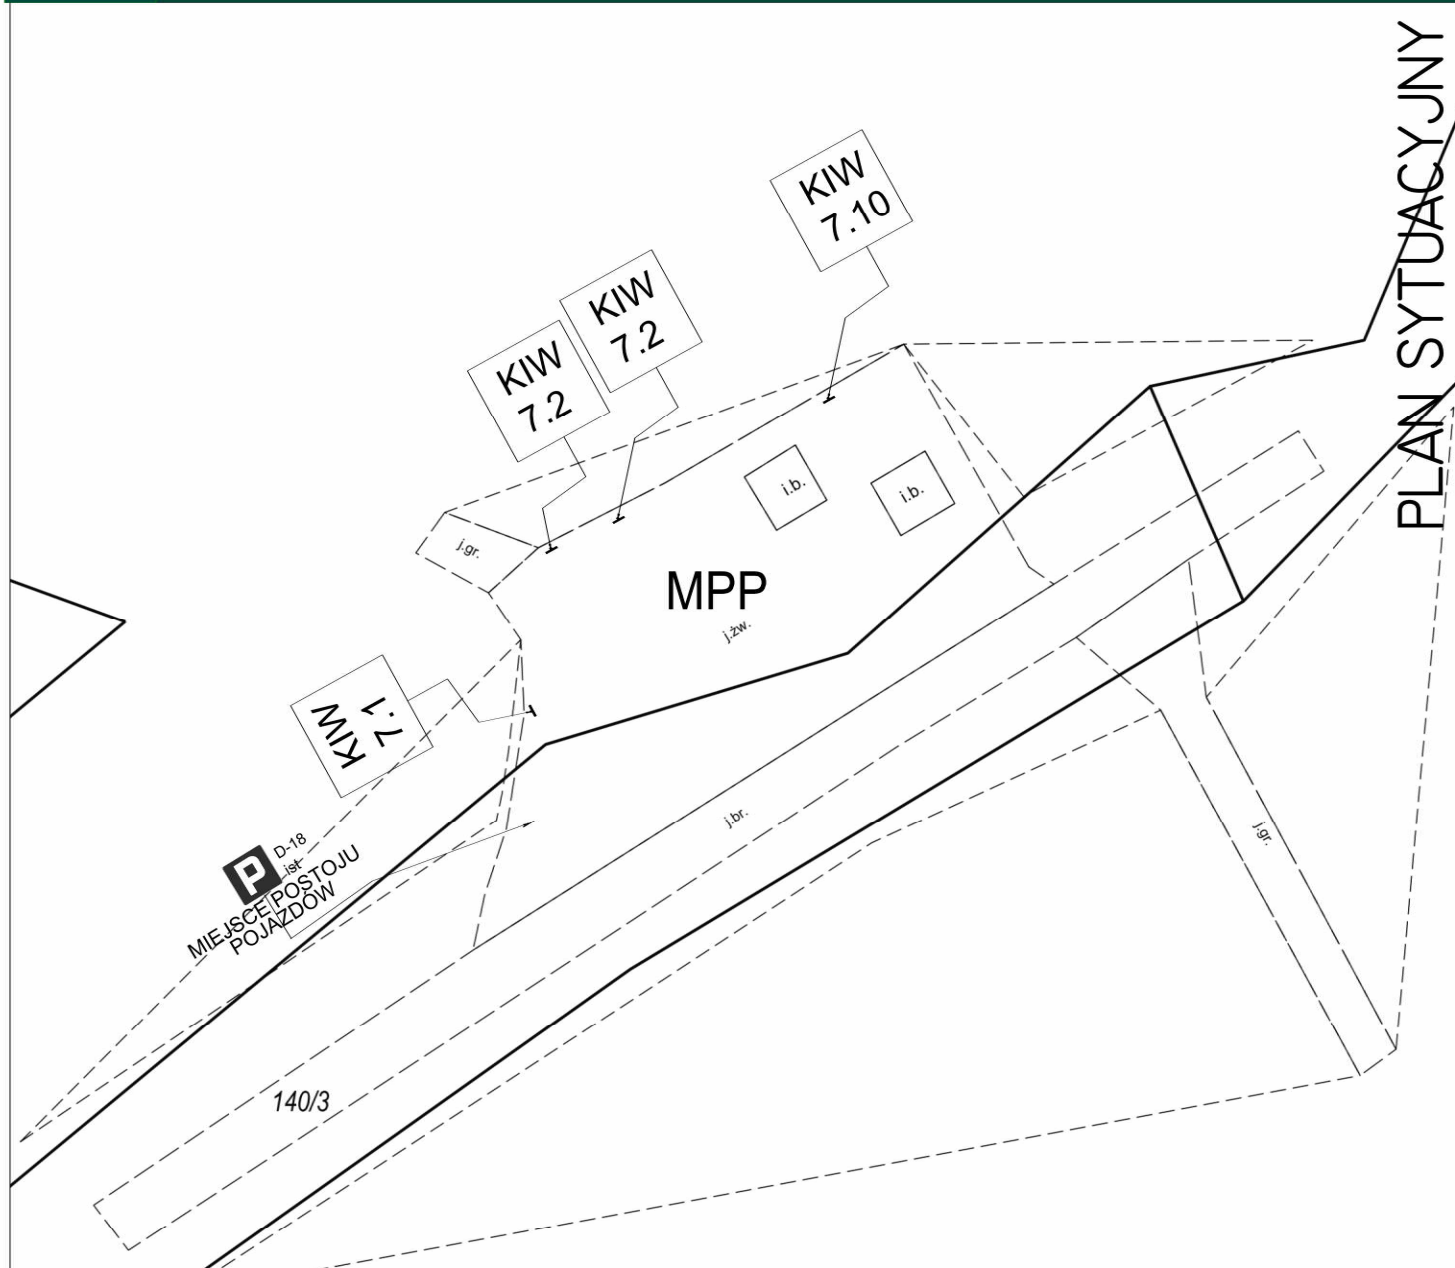 PLAN SYTUACYJNY
KIW
7.10
KIW
7.2
KIW
7.2
i.b.
i.b.
j.gr.
MPP
j.żw.
KIW
7.1
j.br.
j.gr.
P
D-18
ist
MIEJSCE POSTOJU
POJAZDÓW
140/3